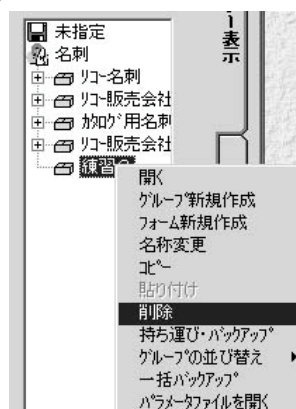 未指定
名刺
ﾘｺｰ名刺
ﾘｺｰ販売会社
ｶﾀﾛｸﾞ用名刺
ﾘｺｰ販売会社
練習
開く
ｸﾞﾙｰﾌﾟ新規作成
ﾌｫｰﾑ新規作成
名称変更
ｺﾋﾟｰ
貼り付け
削除
持ち運び・ﾊﾞｯｸｱｯﾌﾟ
ｸﾞﾙｰﾌﾟの並び替え
一括ﾊﾞｯｸｱｯﾌﾟ
ﾊﾟﾗﾒｰﾀﾌｧｲﾙを開く
ー表示